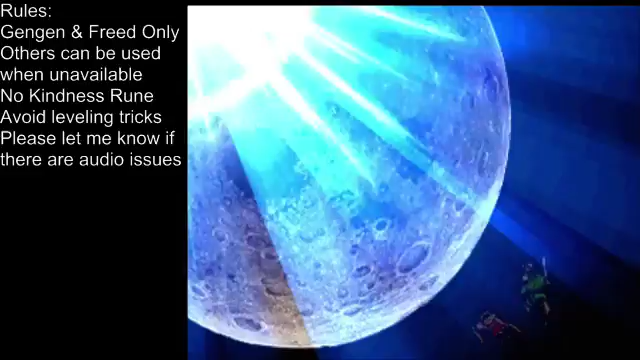 Rules:
Gengen & Freed Only
Others can be used
when unavailable
No Kindness Rune
Avoid leveling tricks
Please let me know if
there are audio issues